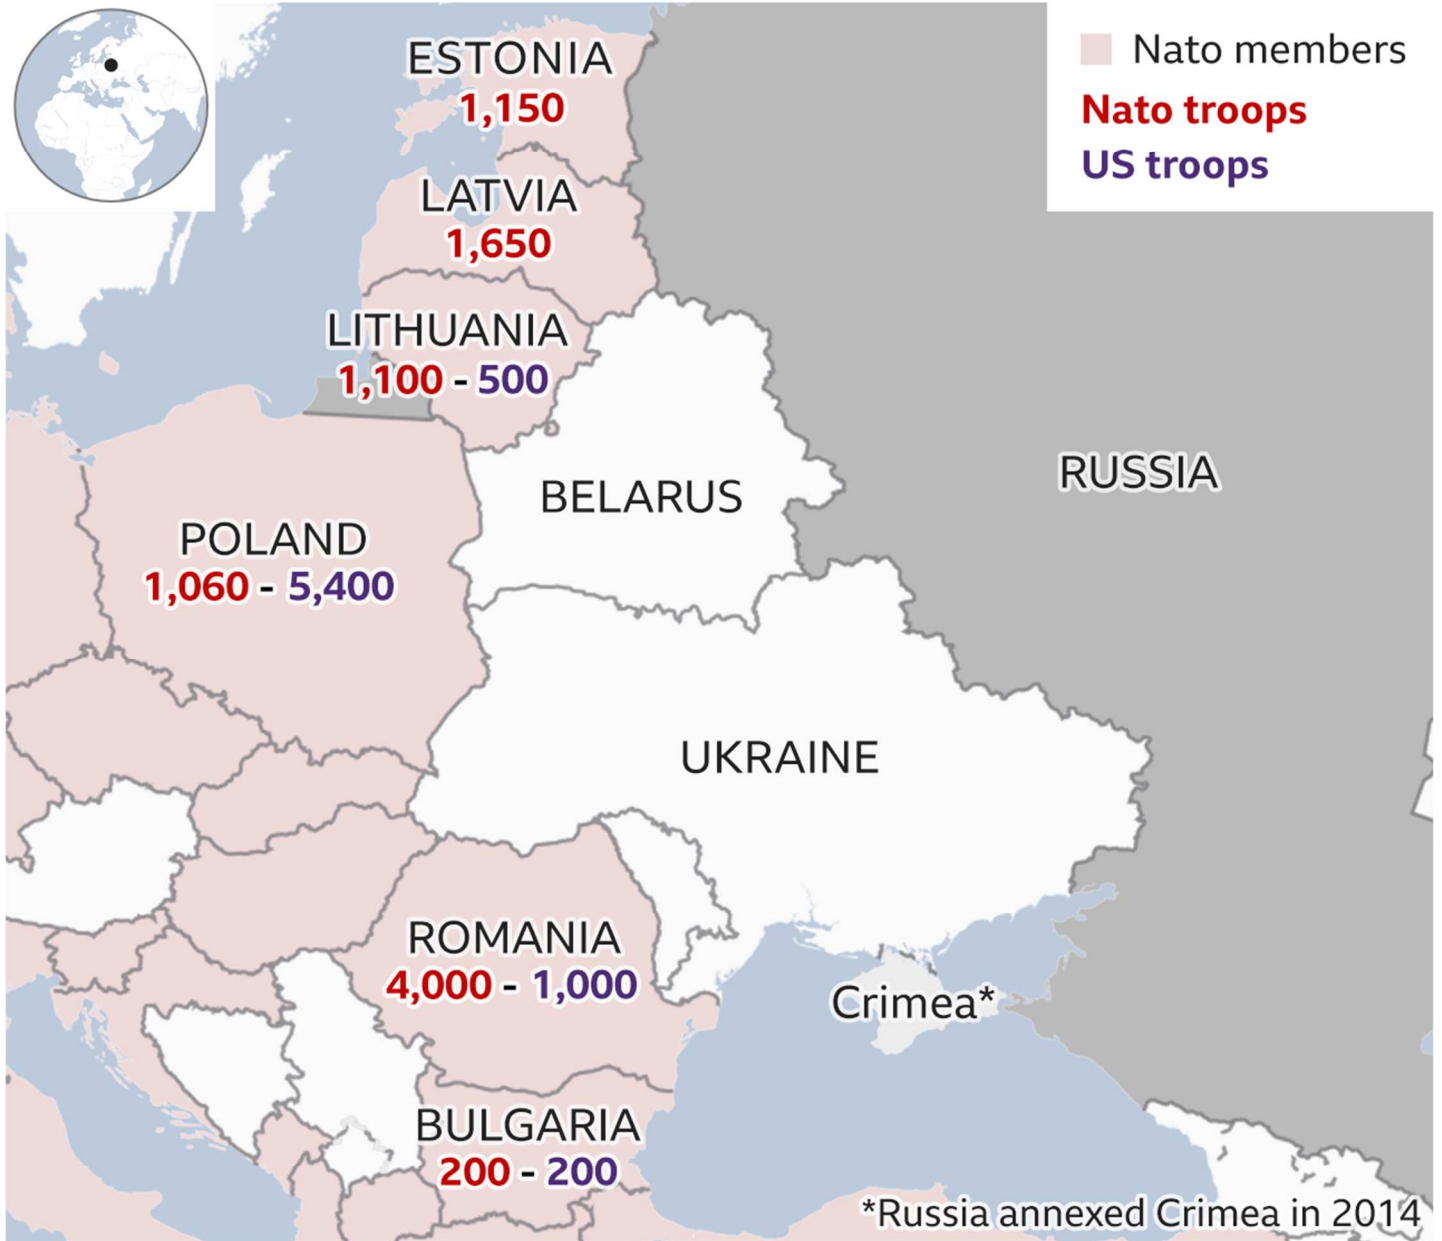 Nato members
Nato troops
US troops
ESTONIA
1,150
LATVIA
1,650
LITHUANIA
1,100 - 500
BELARUS
RUSSIA
POLAND
1,060 - 5,400
UKRAINE
ROMANIA
4,000 - 1,000
Crimea*
BULGARIA
200 - 200
*Russia annexed Crimea in 2014